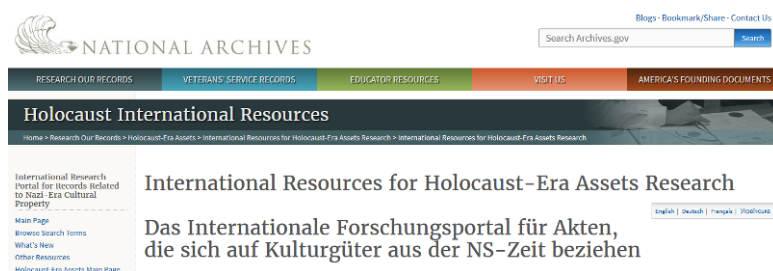 Blogs · Bookmark/Share · Contact Us
NATIONAL ARCHIVES
Search Archives.gov Search
RESEARCH OUR RECORDS VETERANS' SERVICE RECORDS EDUCATOR RESOURCES VISIT US AMERICA'S FOUNDING DOCUMENTS
Holocaust International Resources
Home > Research Our Records > Holocaust-Era Assets > International Resources for Holocaust-Era Assets Research > International Resources for Holocaust-Era Assets Research
International Research
Portal for Records Related
to Nazi-Era Cultural
Property
Main Page
Browse Search Terms
What's New
Other Resources
Holocaust Era Assets Main Page
International Resources for Holocaust-Era Assets Research
English | Deutsch | Français |
Das Internationale Forschungsportal für Akten,
die sich auf Kulturgüter aus der NS-Zeit beziehen